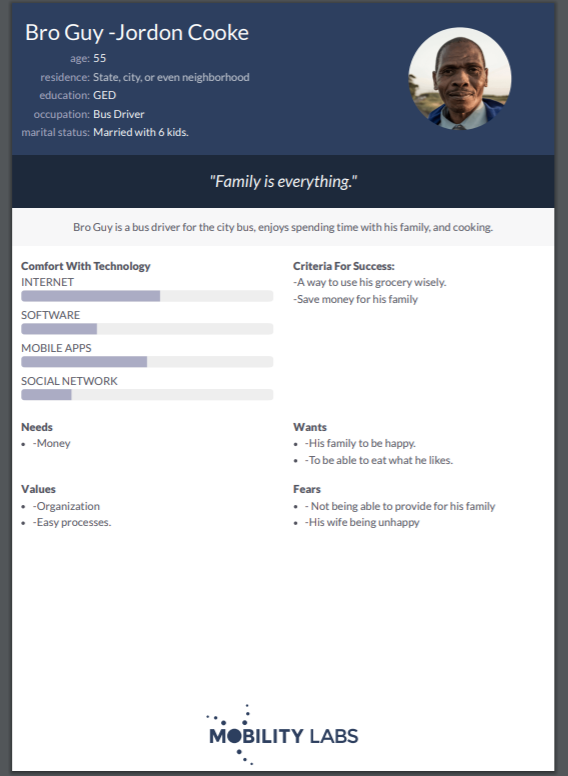 Bro Guy -Jordon Cooke
age: 55
residence: State, city, or even neighborhood
education: GED
occupation: Bus Driver
marital status: Married with 6 kids.
"Family is everything."
Bro Guy is a bus driver for the city bus, enjoys spending time with his family, and cooking.
Comfort With Technology
INTERNET
SOFTWARE
MOBILE APPS
SOCIAL NETWORK
Criteria For Success:
-A way to use his grocery wisely.
-Save money for his family
Needs
• -Money
Wants
• -His family to be happy.
• -To be able to eat what he likes.
Values
• -Organization
• -Easy processes.
Fears
• - Not being able to provide for his family
• -His wife being unhappy
MOBILITY LABS